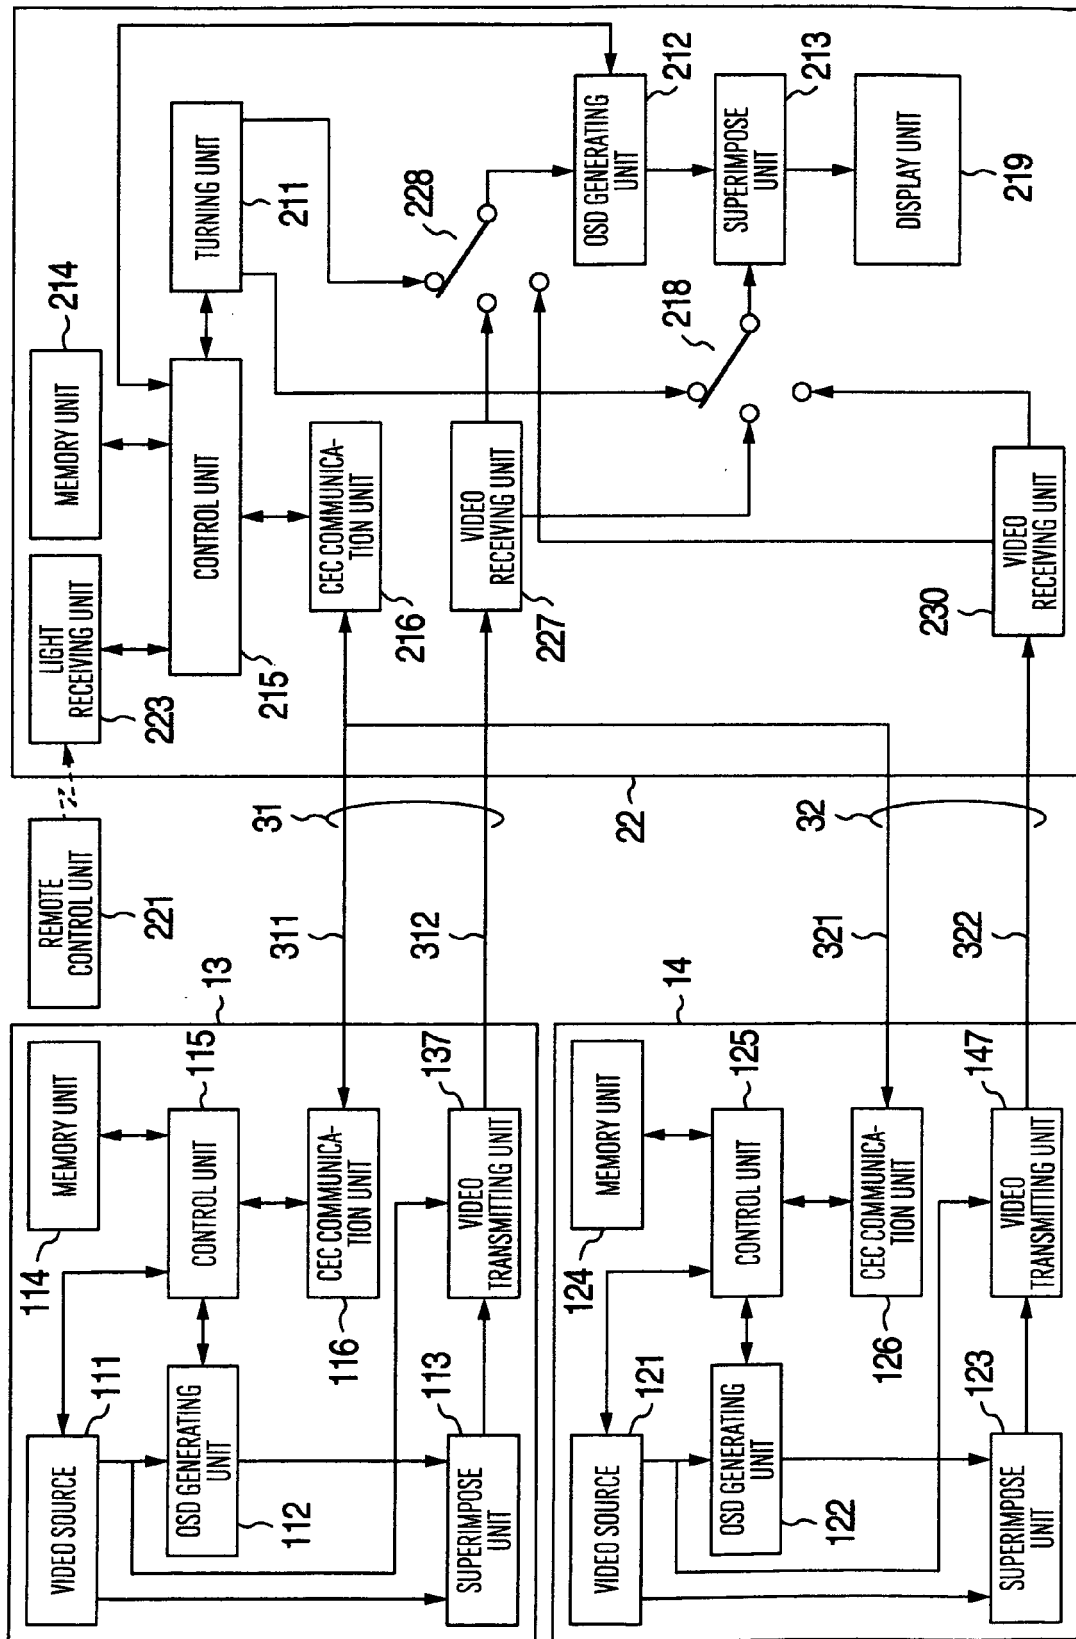 REMOTE
CONTROL UNIT
221
LIGHT
RECEIVING UNIT
223
MEMORY UNIT
214
CONTROL UNIT
215
TURNING UNIT
211
CEC COMMUNICA-
TION UNIT
216
VIDEO
RECEIVING UNIT
227
228
OSD GENERATING
UNIT
212
SUPERIMPOSE
UNIT
213
DISPLAY UNIT
219
218
VIDEO
RECEIVING UNIT
230
22
31
311
312
32
321
322
13
VIDEO SOURCE
111
OSD GENERATING
UNIT
112
MEMORY UNIT
114
CONTROL UNIT
115
CEC COMMUNICA-
TION UNIT
116
SUPERIMPOSE
UNIT
113
VIDEO
TRANSMITTING UNIT
137
14
VIDEO SOURCE
121
OSD GENERATING
UNIT
122
MEMORY UNIT
124
CONTROL UNIT
125
CEC COMMUNICA-
TION UNIT
126
SUPERIMPOSE
UNIT
123
VIDEO
TRANSMITTING UNIT
147